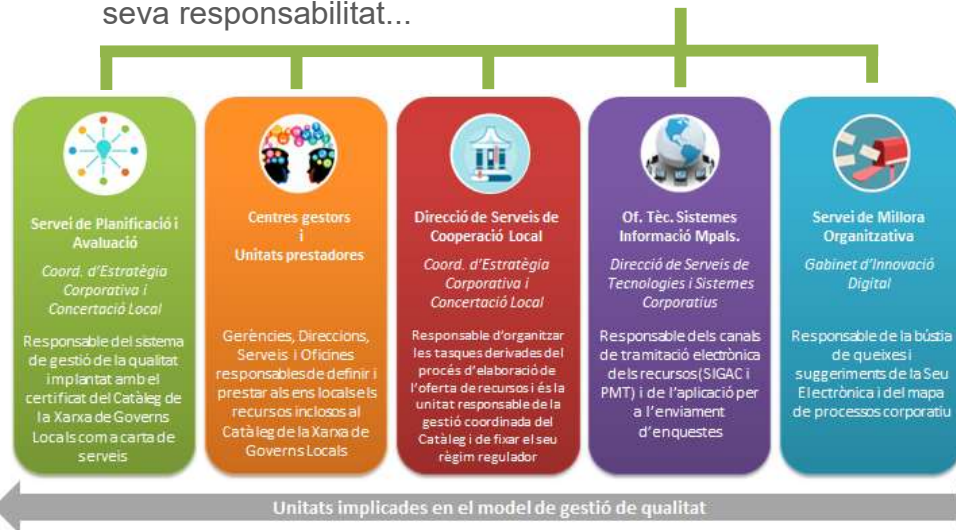 seva responsabilitat...
Servei de Planificació i
Avaluació
Coord. d'Estratègia
Corporativa i
Concertació Local
Responsable del sistema
de gestió de la qualitat
implantat amb el
certificat del Catàleg de
la Xarxa de Governs
Locals com a carta de
serveis
Centres gestors
i
Unitats prestadores
Gerències, Direccions,
Serveis i Oficines
responsables de definir i
prestar als ens locals els
recursos inclosos al
Catàleg de la Xarxa de
Governs Locals
Direcció de Serveis de
Cooperació Local
Coord. d'Estratègia
Corporativa i
Concertació Local
Responsable d'organitzar
les tasques derivades del
procés d'elaboració de
l'oferta de recursos i és la
unitat responsable de la
gestió coordinada del
Catàleg i de fixar el seu
règim regulador
Of. Tèc. Sistemes
Informació Mpals.
Direcció de Serveis de
Tecnologies i Sistemes
Corporatius
Responsable dels canals
de tramitació electrònica
dels recursos (SIGAC i
PMT) i de l'aplicació per
a l'enviament
d'enquestes
Servei de Millora
Organitzativa
Gabinet d'Innovació
Digital
Responsable de la bústia
de queixes i
suggeriments de la Seu
Electrònica i del mapa
de processos corporatiu
Unitats implicades en el model de gestió de qualitat